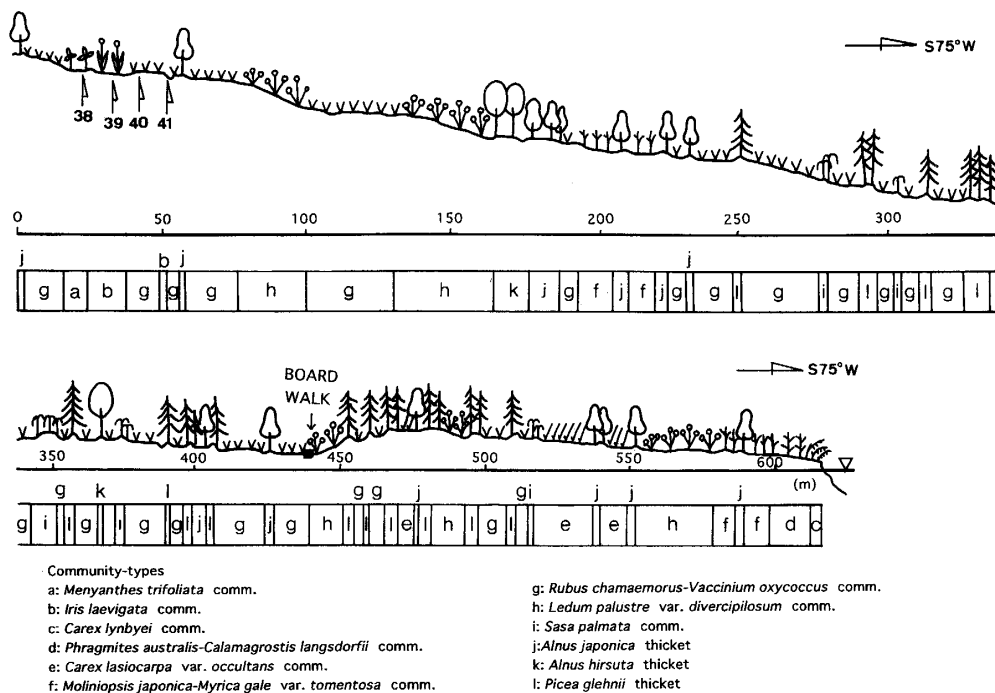 S75°W
38 39 40 41
0 50 100 150 200 250 300
j b j j
g a b g g g h g h k j g f j f j g g l g i g l g i g l g l
S75°W
BOARD
WALK
350 400 450 500 550 600
(m)
g k l g g j g i j j j
g i l g l g g l j l g j g h l l l e l h l g l e e h f f d c
Community-types
a: Menyanthes trifoliata comm.
b: Iris laevigata comm.
c: Carex lynbyei comm.
d: Phragmites australis-Calamagrostis langsdorfii comm.
e: Carex lasiocarpa var. occultans comm.
f: Moliniopsis japonica-Myrica gale var. tomentosa comm.
g: Rubus chamaemorus-Vaccinium oxycoccus comm.
h: Ledum palustre var. divercipilosum comm.
i: Sasa palmata comm.
j: Alnus japonica thicket
k: Alnus hirsuta thicket
l: Picea glehnii thicket